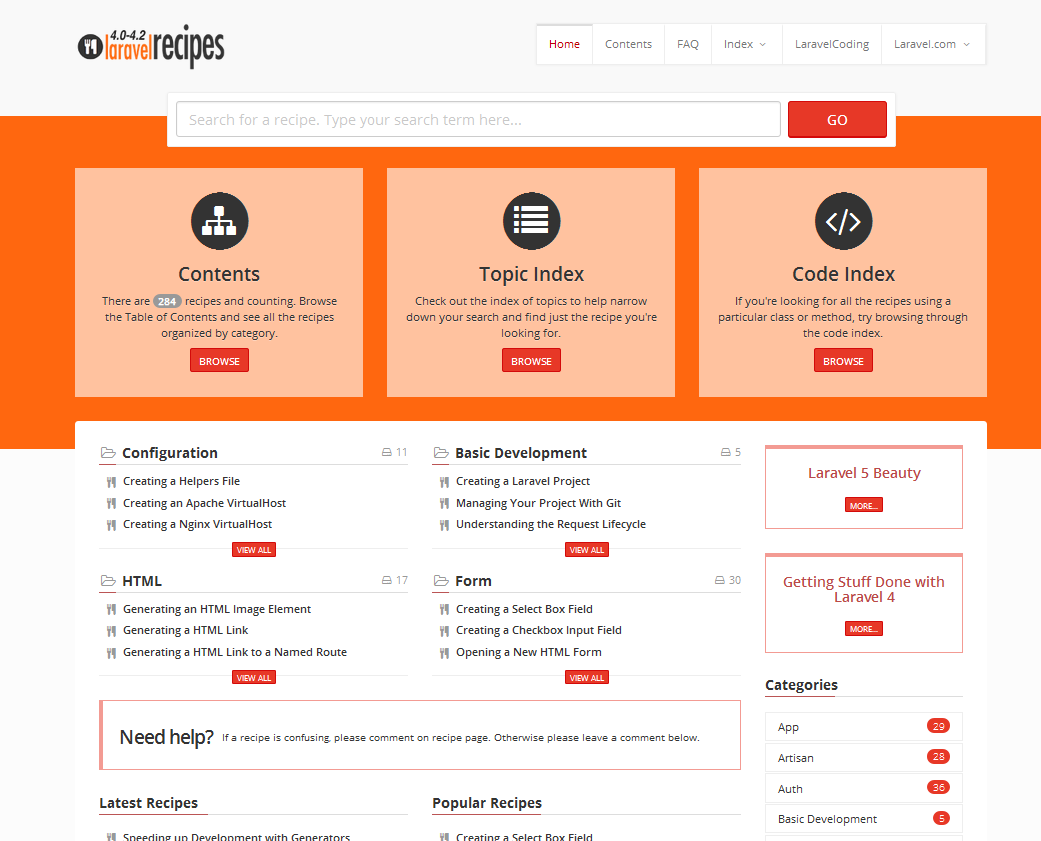 4.0-4.2
laravelrecipes
Home
Contents
FAQ
Index
LaravelCoding
Laravel.com
Search for a recipe. Type your search term here...
GO
Contents
There are 284 recipes and counting. Browse
the Table of Contents and see all the recipes
organized by category.
BROWSE
Topic Index
Check out the index of topics to help narrow
down your search and find just the recipe you're
looking for.
BROWSE
Code Index
If you're looking for all the recipes using a
particular class or method, try browsing through
the code index.
BROWSE
Configuration 11
Creating a Helpers File
Creating an Apache VirtualHost
Creating a Nginx VirtualHost
VIEW ALL
Basic Development 5
Creating a Laravel Project
Managing Your Project With Git
Understanding the Request Lifecycle
VIEW ALL
HTML 17
Generating an HTML Image Element
Generating a HTML Link
Generating a HTML Link to a Named Route
VIEW ALL
Form 30
Creating a Select Box Field
Creating a Checkbox Input Field
Opening a New HTML Form
VIEW ALL
Need help? If a recipe is confusing, please comment on recipe page. Otherwise please leave a comment below.
Latest Recipes
Speeding up Development with Generators
Popular Recipes
Creating a Select Box Field
Laravel 5 Beauty
MORE...
Getting Stuff Done with
Laravel 4
MORE...
Categories
App 29
Artisan 28
Auth 36
Basic Development 5